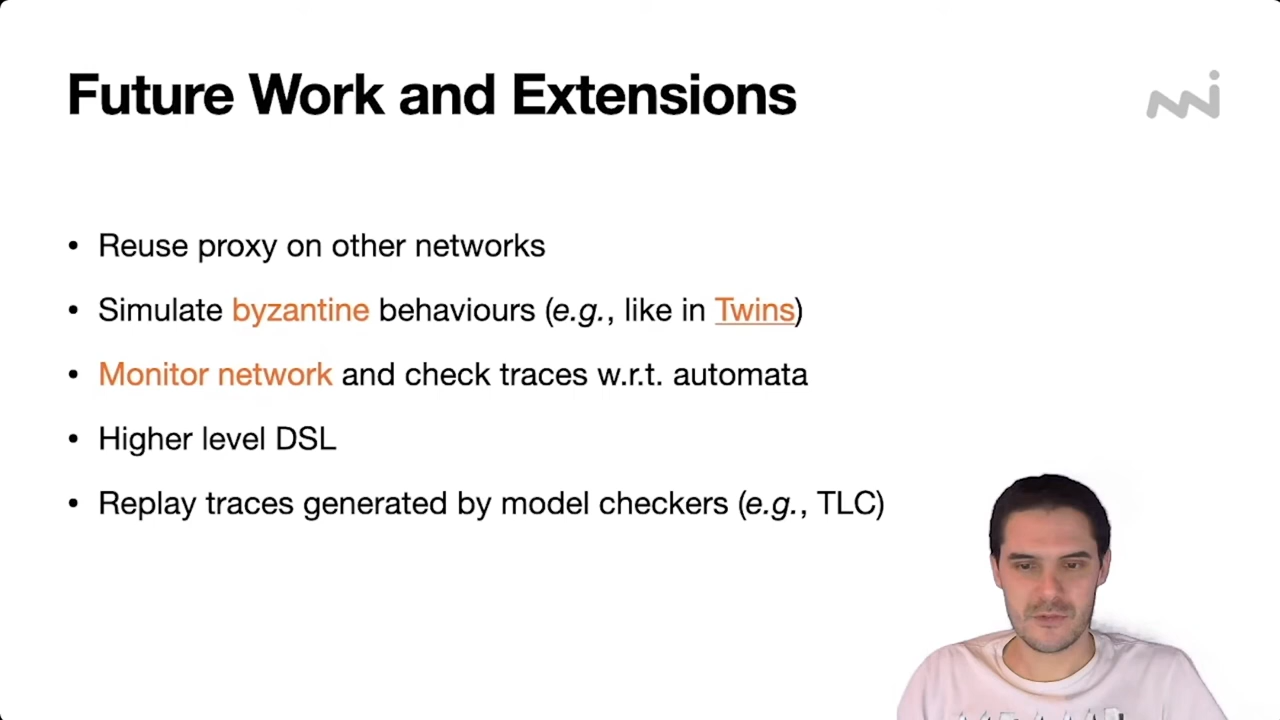 Future Work and Extensions
• Reuse proxy on other networks
• Simulate byzantine behaviours (e.g., like in Twins)
• Monitor network and check traces w.r.t. automata
• Higher level DSL
• Replay traces generated by model checkers (e.g., TLC)